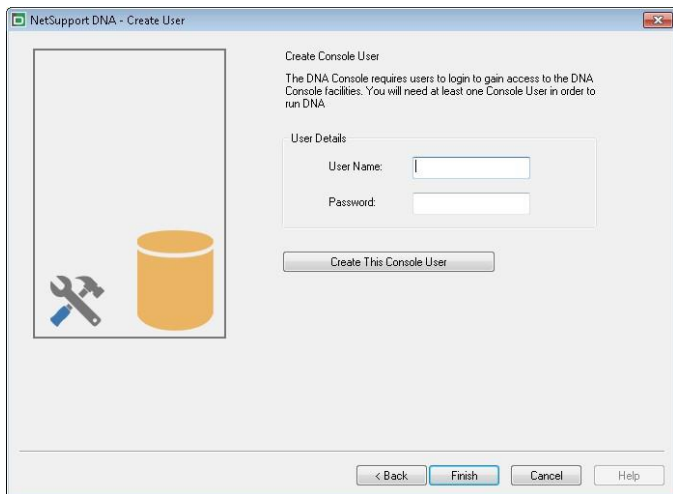 NetSupport DNA - Create User
Create Console User
The DNA Console requires users to login to gain access to the DNA
Console facilities. You will need at least one Console User in order to
run DNA
User Details
User Name:
Password:
Create This Console User
< Back
Finish
Cancel
Help